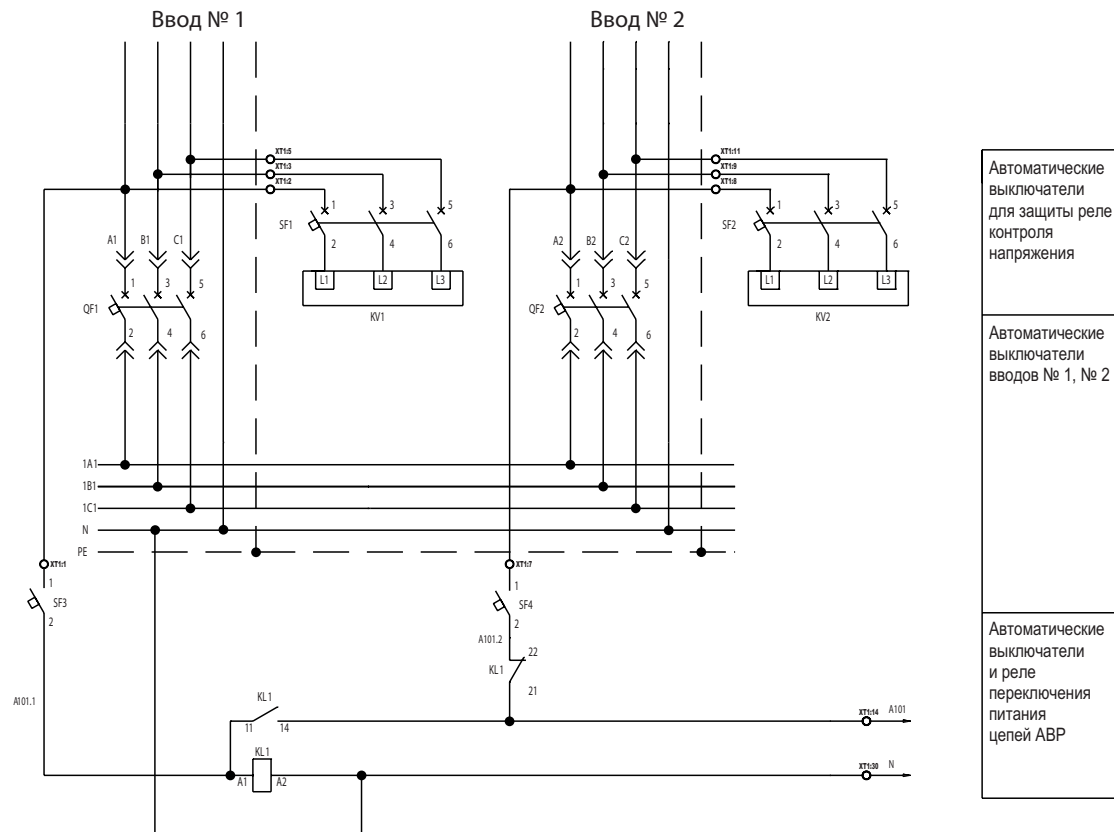 Ввод № 1
Ввод № 2
XT1:5
XT1:3
XT1:2
XT1:11
XT1:9
XT1:8
SF1
1
3
5
2
4
6
L1
L2
L3
KV1
SF2
1
3
5
2
4
6
L1
L2
L3
KV2
A1
B1
C1
QF1
1
3
5
2
4
6
A2
B2
C2
QF2
1
3
5
2
4
6
1A1
1B1
1C1
N
PE
XT1:1
1
SF3
2
XT1:7
1
SF4
2
A101.2
22
KL1
21
A101.1
KL1
11
14
XT1:14
A101
KL1
A1
A2
XT1:30
N
Автоматические
выключатели
для защиты реле
контроля
напряжения
Автоматические
выключатели
вводов № 1, № 2
Автоматические
выключатели
и реле
переключения
питания
цепей АВР